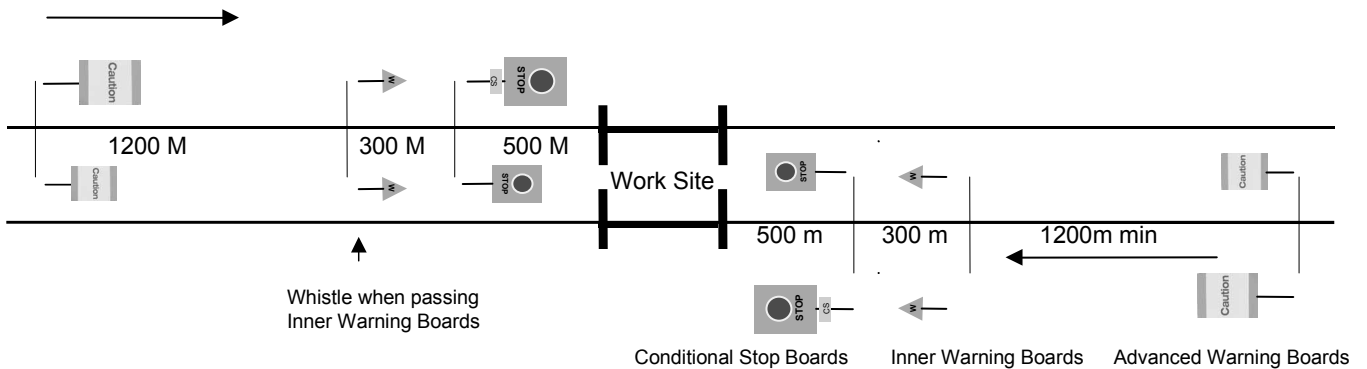 Caution
W
CS
STOP
1200 M
300 M
500 M
Caution
W
STOP
Work Site
STOP
W
Caution
500 m
300 m
1200m min
Whistle when passing
Inner Warning Boards
STOP
CS
W
Caution
Conditional Stop Boards
Inner Warning Boards
Advanced Warning Boards